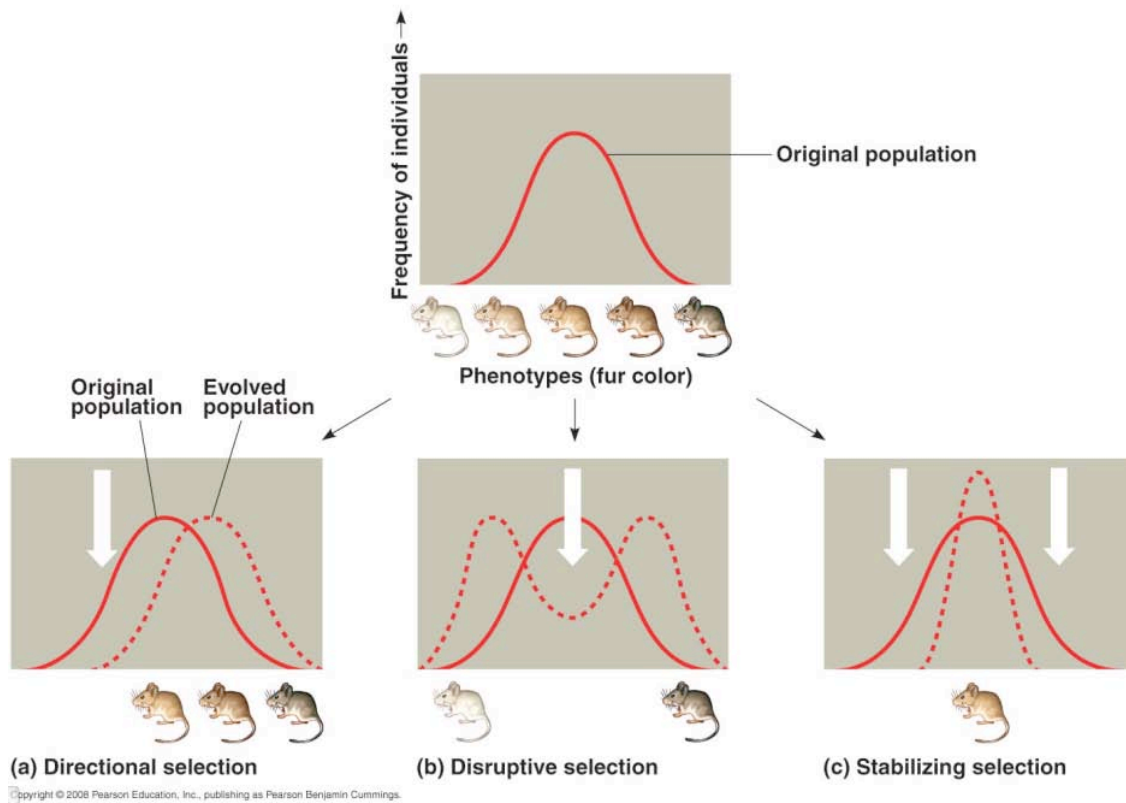 Frequency of individuals
Original population
Phenotypes (fur color)
Original
population
Evolved
population
(a) Directional selection
(b) Disruptive selection
(c) Stabilizing selection
Copyright © 2008 Pearson Education, Inc., publishing as Pearson Benjamin Cummings.